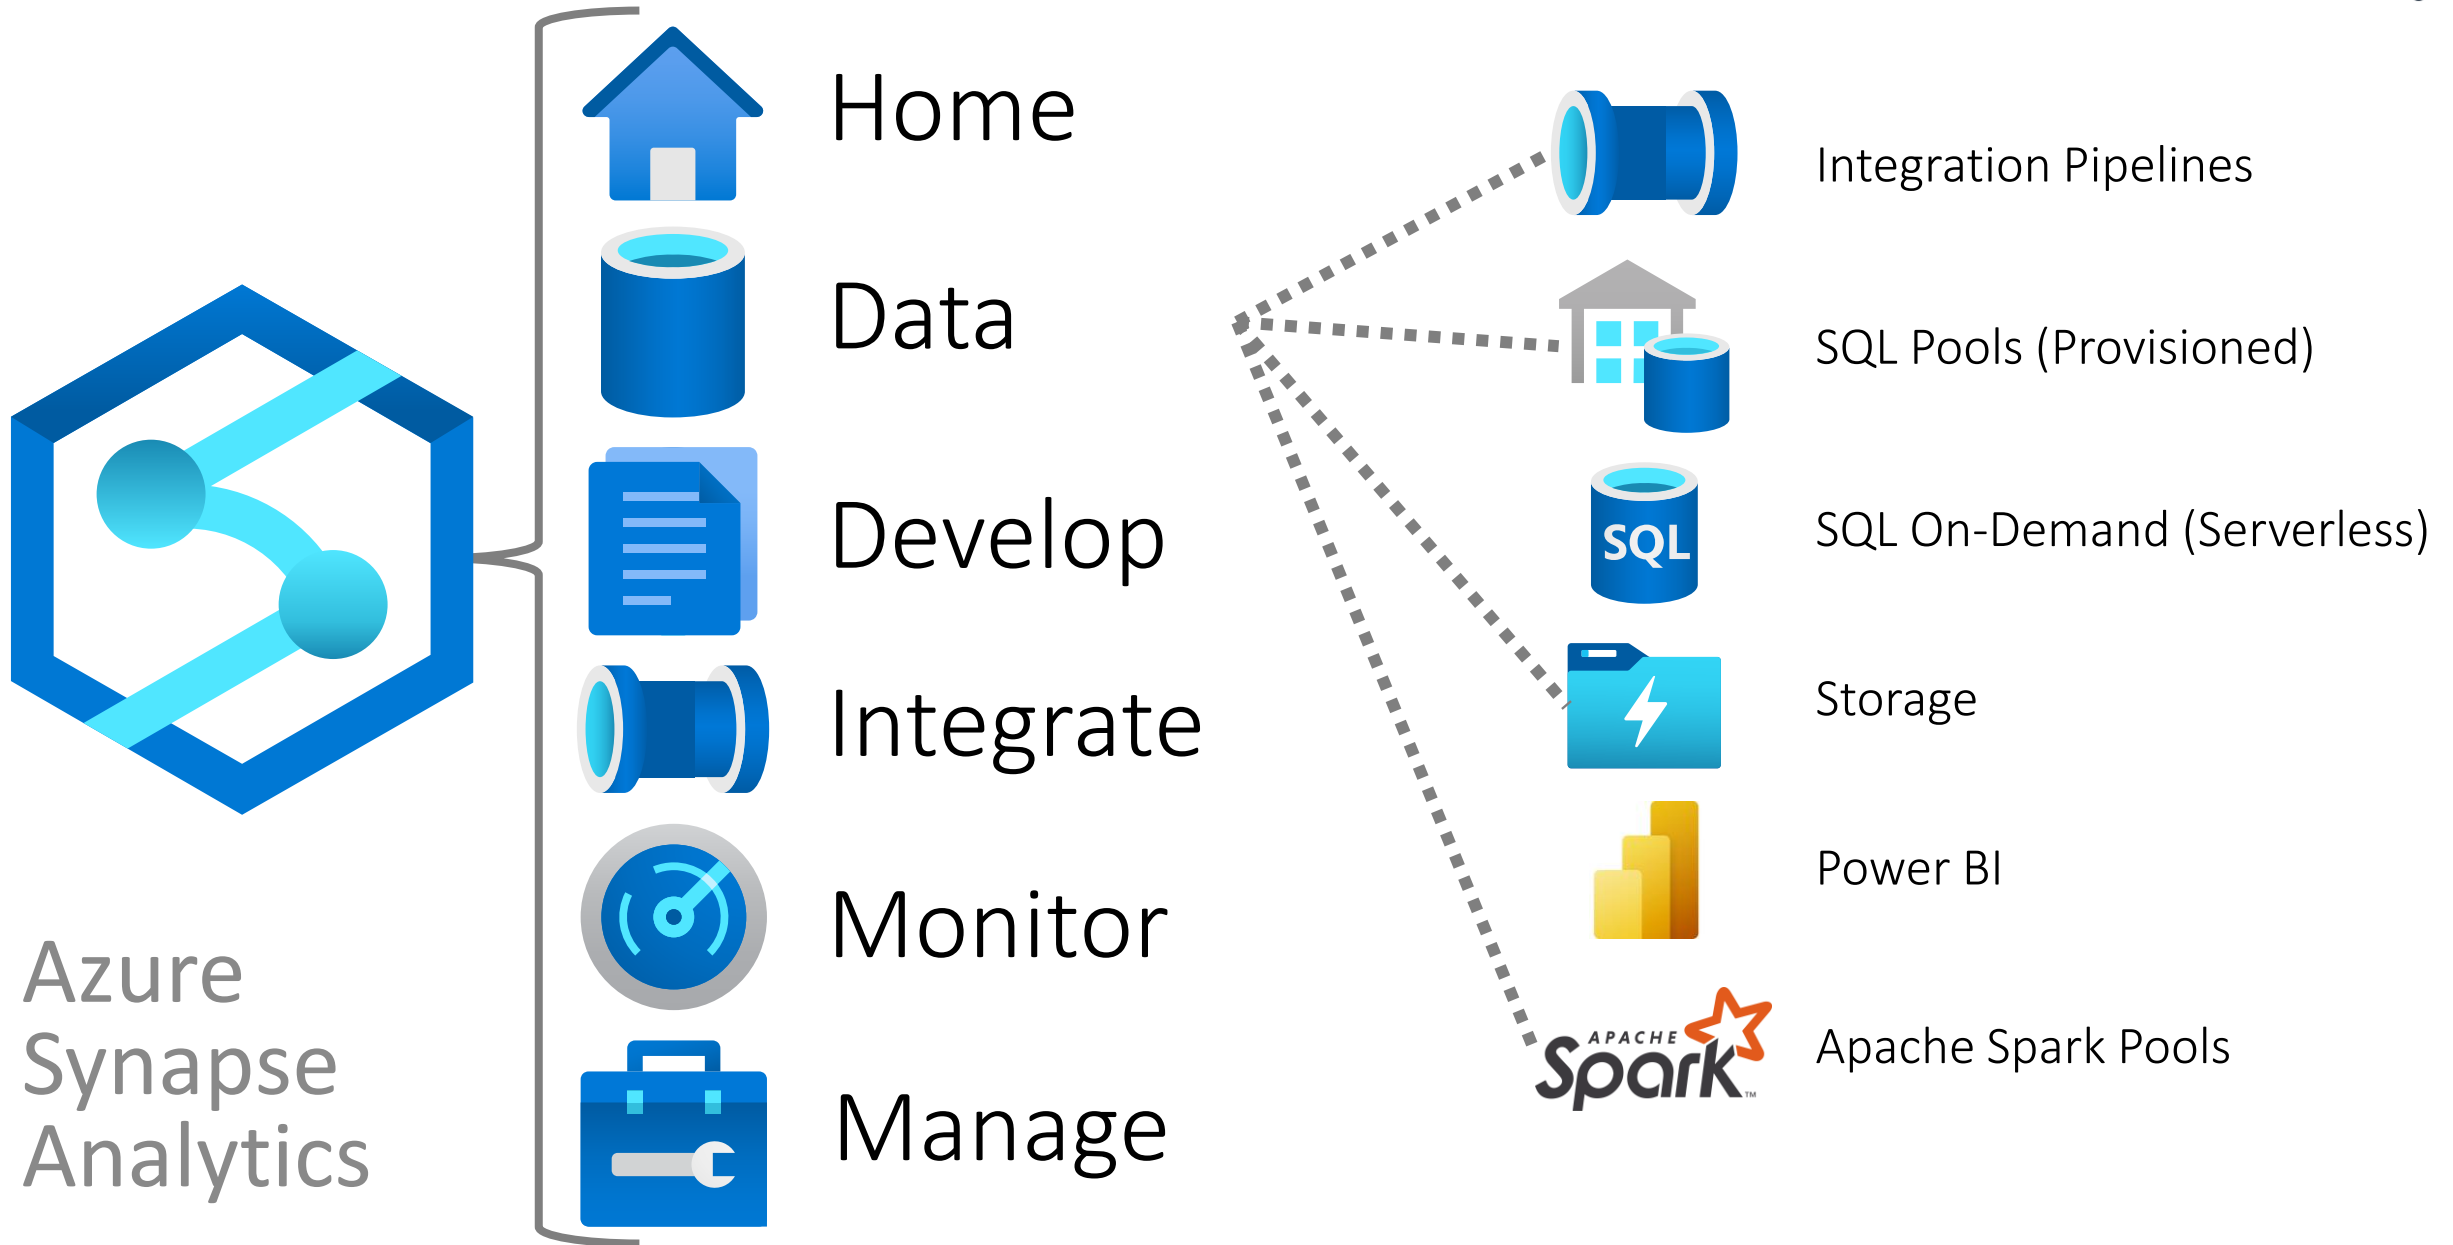 Home
Data
Develop
Integrate
Monitor
Manage
Azure
Synapse
Analytics
Integration Pipelines
SQL Pools (Provisioned)
SQL
SQL On-Demand (Serverless)
Storage
Power BI
APACHE
Spark™
Apache Spark Pools